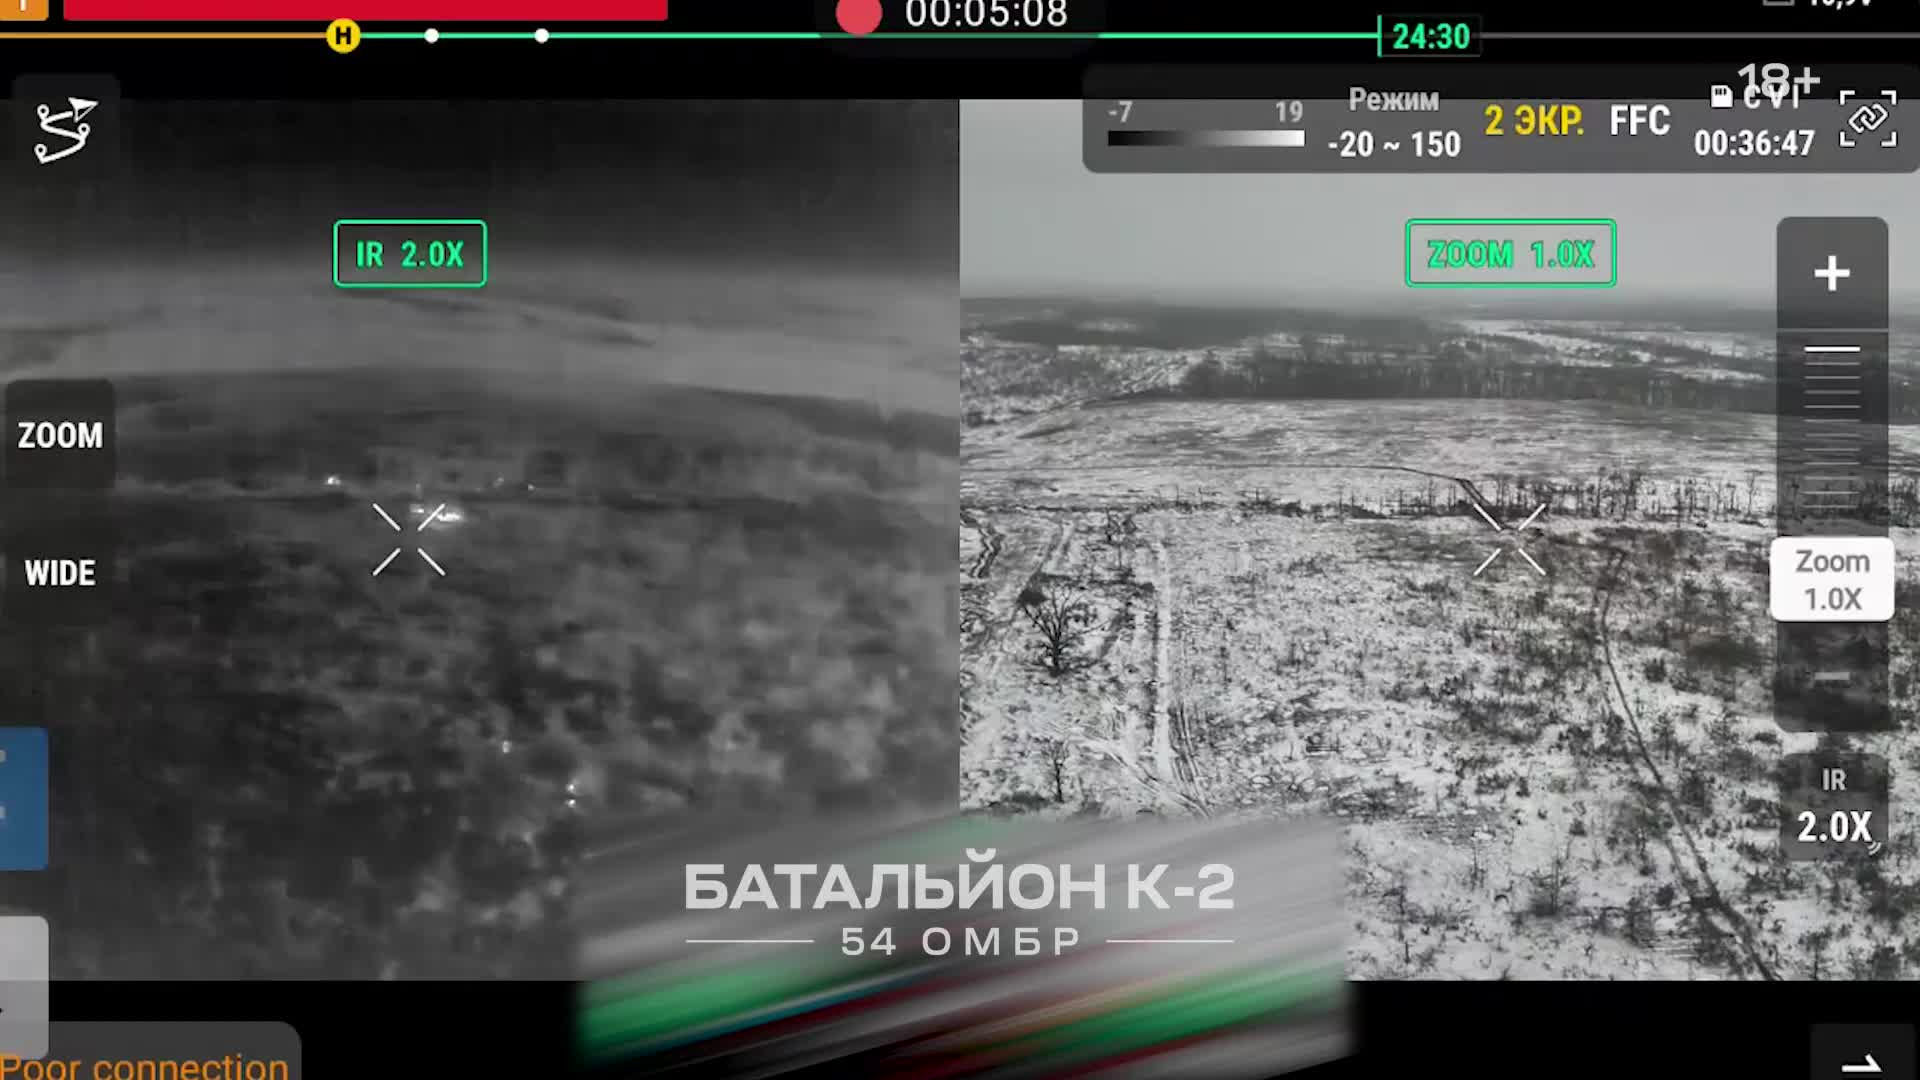 00:05:08
H
24:30
18+
-7 19
Режим
-20 ~ 150
2 ЭКР.
FFC
00:36:47
IR 2.0X
ZOOM 1.0X
ZOOM
WIDE
+
Zoom
1.0X
IR
2.0X
БАТАЛЬЙОН К-2
54 ОМБР
Poor connection